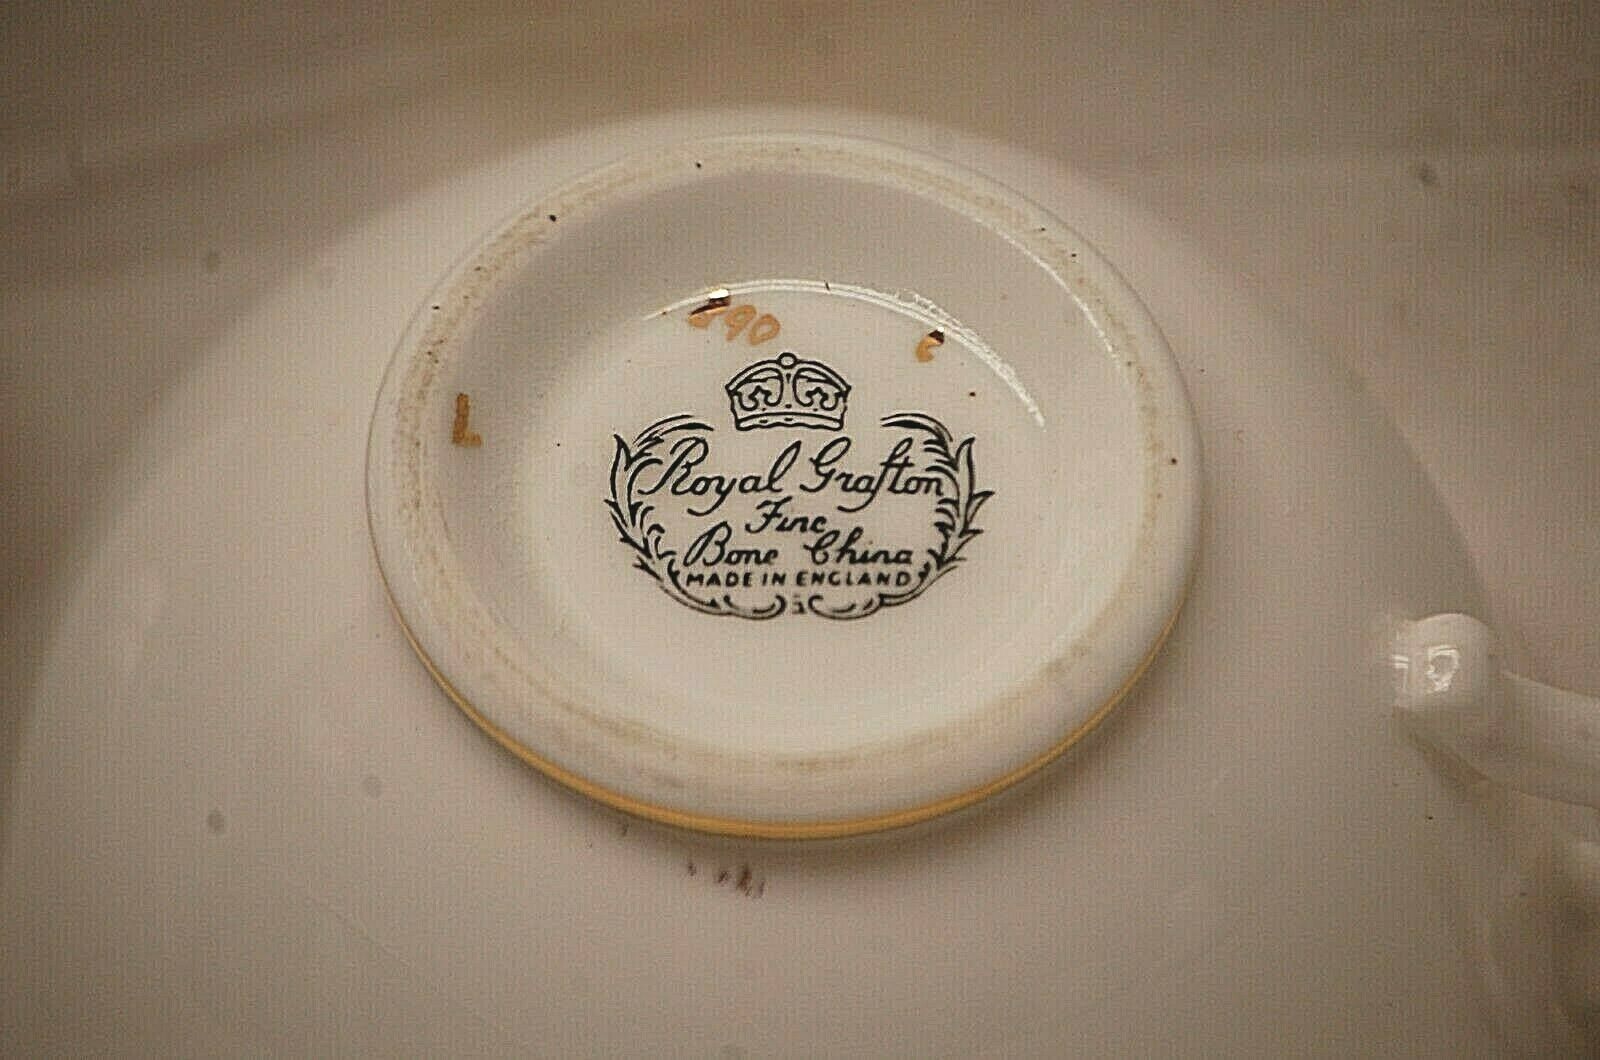 L
Royal Grafton
Fine
Bone China
MADE IN ENGLAND